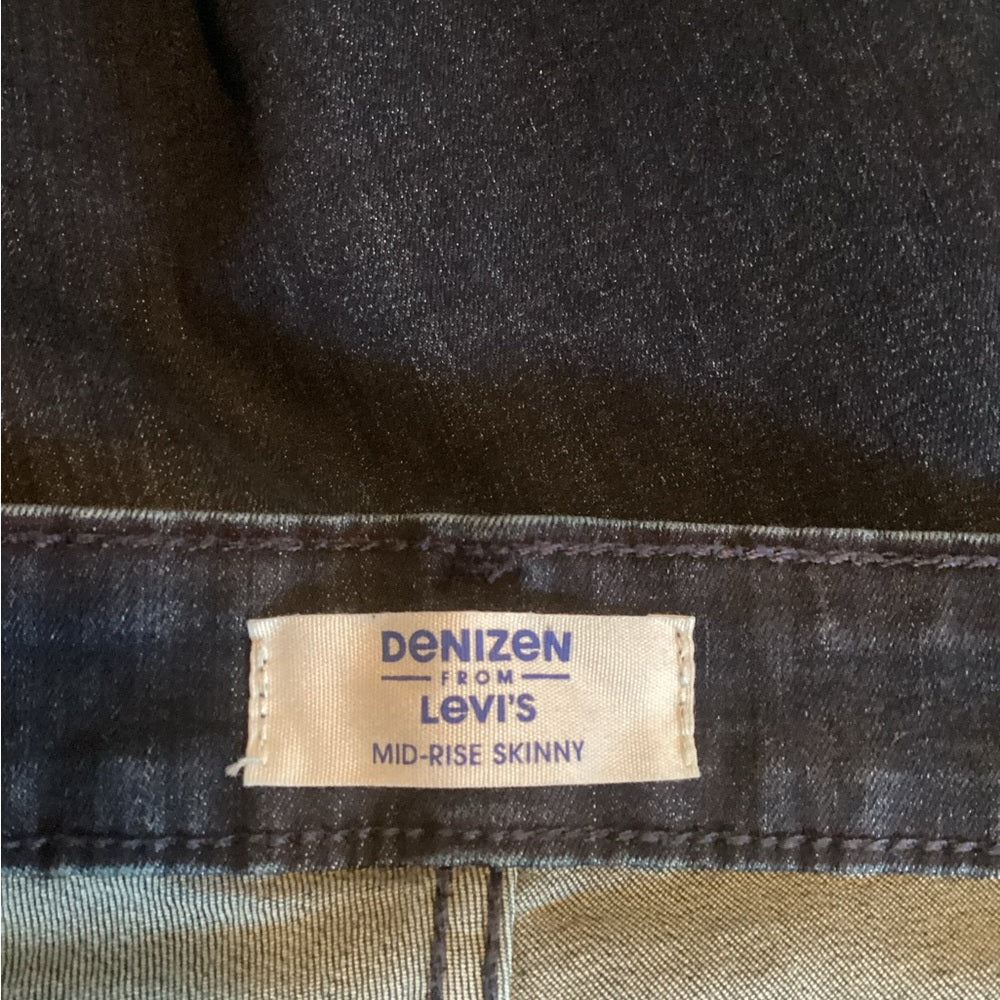 DeNIZeN
FROM
LeVI'S
MID-RISE SKINNY